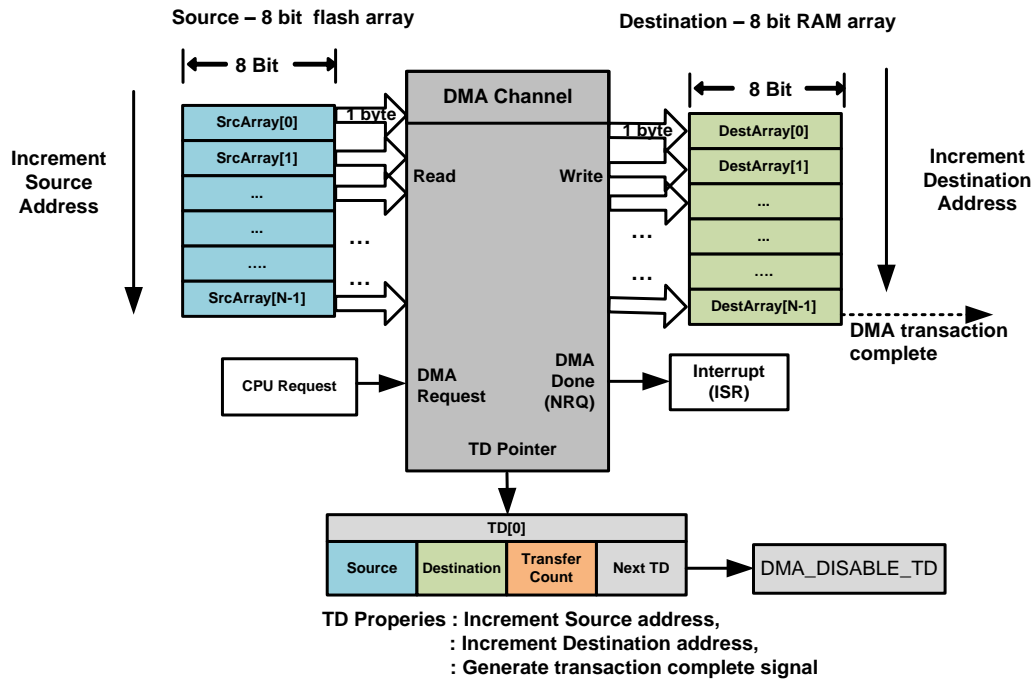 Source – 8 bit  flash array
Destination – 8 bit RAM array
8 Bit
8 Bit
DMA Channel
Increment
Source
Address
SrcArray[0]
SrcArray[1]
...
...
....
SrcArray[N-1]
1 byte
...
...
Read
Write
1 byte
...
...
DestArray[0]
DestArray[1]
...
...
....
DestArray[N-1]
Increment
Destination
Address
DMA transaction
complete
CPU Request
DMA
Request
DMA
Done
(NRQ)
Interrupt
(ISR)
TD Pointer
TD[0]
Source
Destination
Transfer
Count
Next TD
DMA_DISABLE_TD
TD Properies : Increment Source address,
: Increment Destination address,
: Generate transaction complete signal